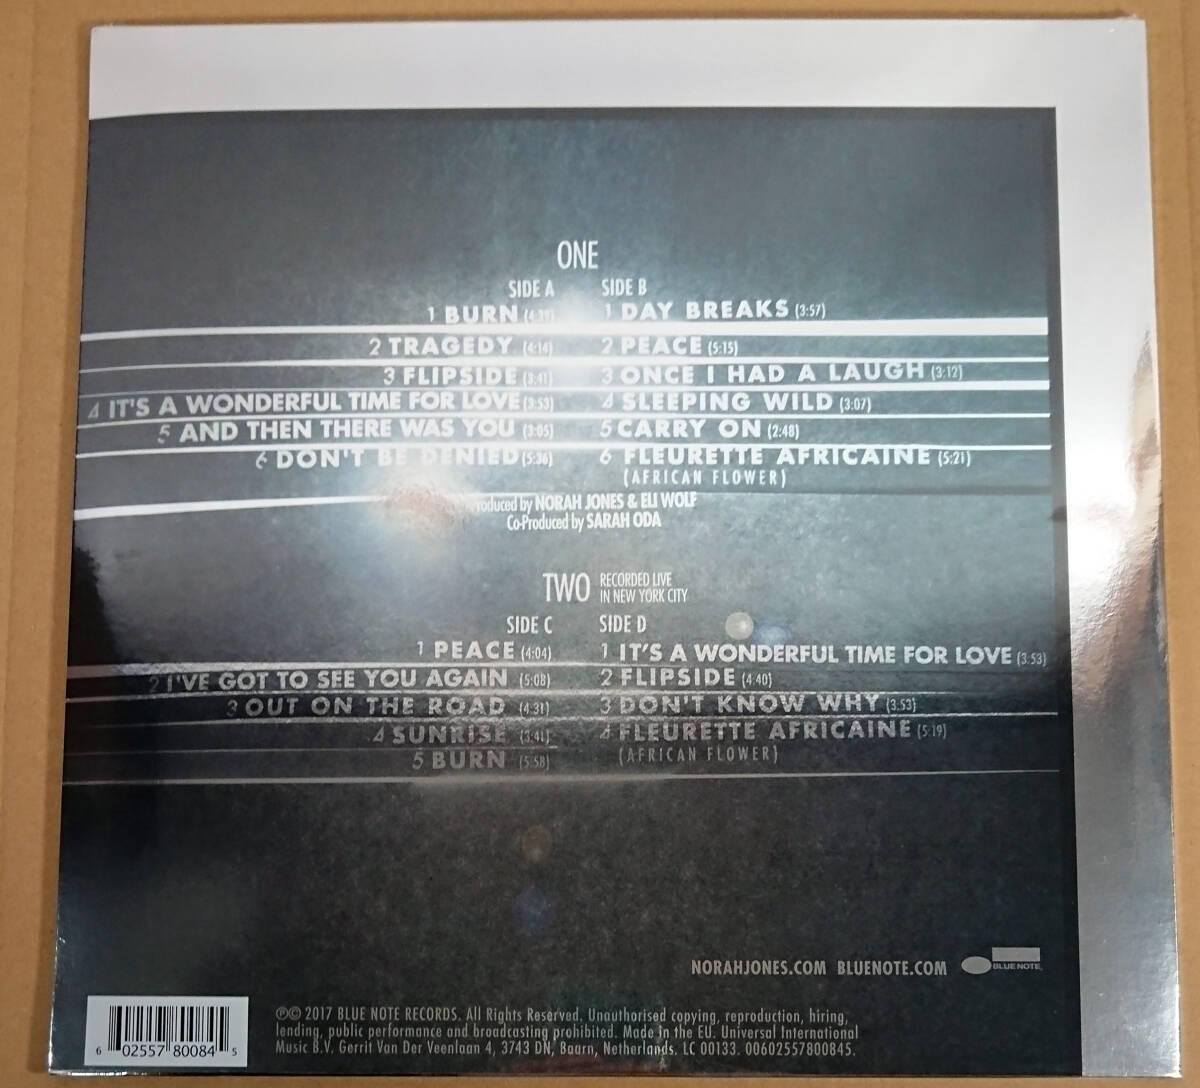 ONE
SIDE A
1 BURN (4:39)
2 TRAGEDY (4:14)
3 FLIPSIDE (3:41)
4 IT'S A WONDERFUL TIME FOR LOVE (3:53)
5 AND THEN THERE WAS YOU (3:05)
6 DON'T BE DENIED (5:36)
SIDE B
1 DAY BREAKS (3:57)
2 PEACE (5:15)
3 ONCE I HAD A LAUGH (3:12)
4 SLEEPING WILD (3:07)
5 CARRY ON (2:48)
6 FLEURETTE AFRICAINE (5:21)
(AFRICAN FLOWER)
Produced by NORAH JONES & ELI WOLF
Co-Produced by SARAH ODA
TWO RECORDED LIVE
IN NEW YORK CITY
SIDE C
1 PEACE (4:04)
2 I'VE GOT TO SEE YOU AGAIN (5:08)
3 OUT ON THE ROAD (4.31)
4 SUNRISE (3:41)
5 BURN (5:58)
SIDE D
1 IT'S A WONDERFUL TIME FOR LOVE (3:53)
2 FLIPSIDE (4:40)
3 DON'T KNOW WHY (3.53)
4 FLEURETTE AFRICAINE (5:19)
(AFRICAN FLOWER)
NORAHJONES.COM BLUENOTE.COM
BLUE NOTE
6 02557 80084 5
℗© 2017 BLUE NOTE RECORDS. All Rights Reserved. Unauthorised copying, reproduction, hiring,
lending, public performance and broadcasting prohibited. Made in the EU. Universal International
Music B.V. Gerrit Van Der Veenlaan 4, 3743 DN, Baarn, Netherlands. LC 00133. 00602557800845.